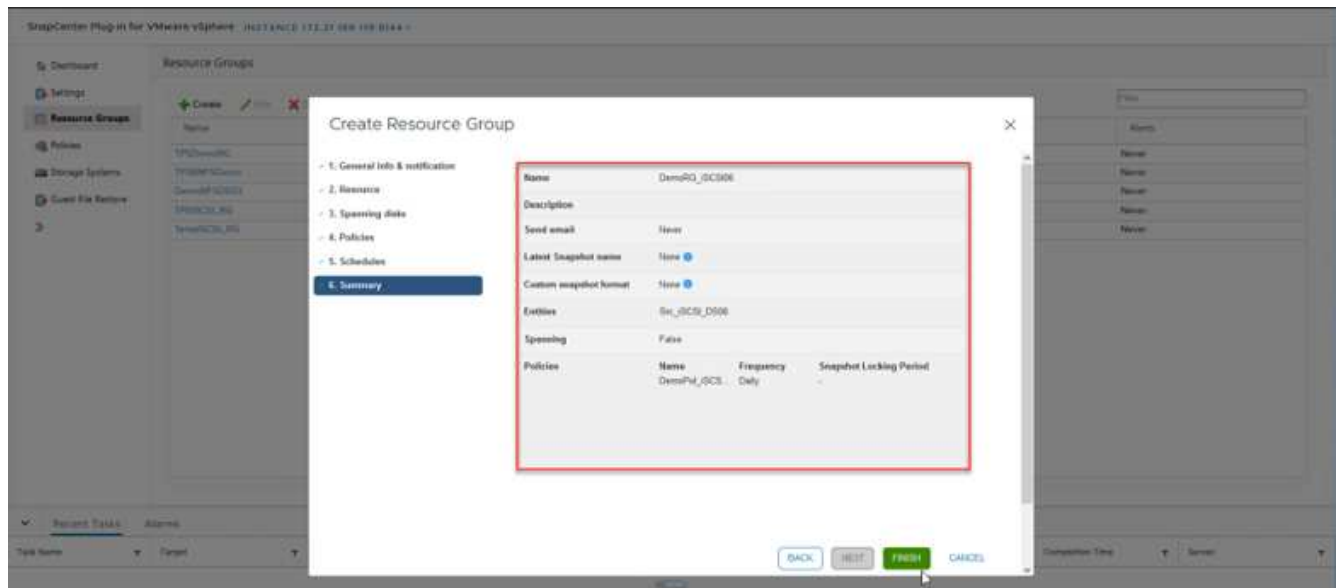 SnapCenter Plug-in for VMware vSphere
Dashboard
Settings
Resource Groups
Policies
Storage Systems
Guest File Restore
Resource Groups
Create
Name
Alerts
Never
Never
Never
Never
Never
Create Resource Group
1. General info & notification
2. Resource
3. Spanning disks
4. Policies
5. Schedules
6. Summary
Name DemoRG_iSCSI06
Description
Send email Never
Latest Snapshot name None
Custom snapshot format None
Entities Src_iSCSI_DS06
Spanning False
Policies Name Frequency Snapshot Locking Period
DemoPol_iSCS... Daily -
BACK NEXT FINISH CANCEL
Recent Tasks Alarms
Task Name Target Completion Time Server